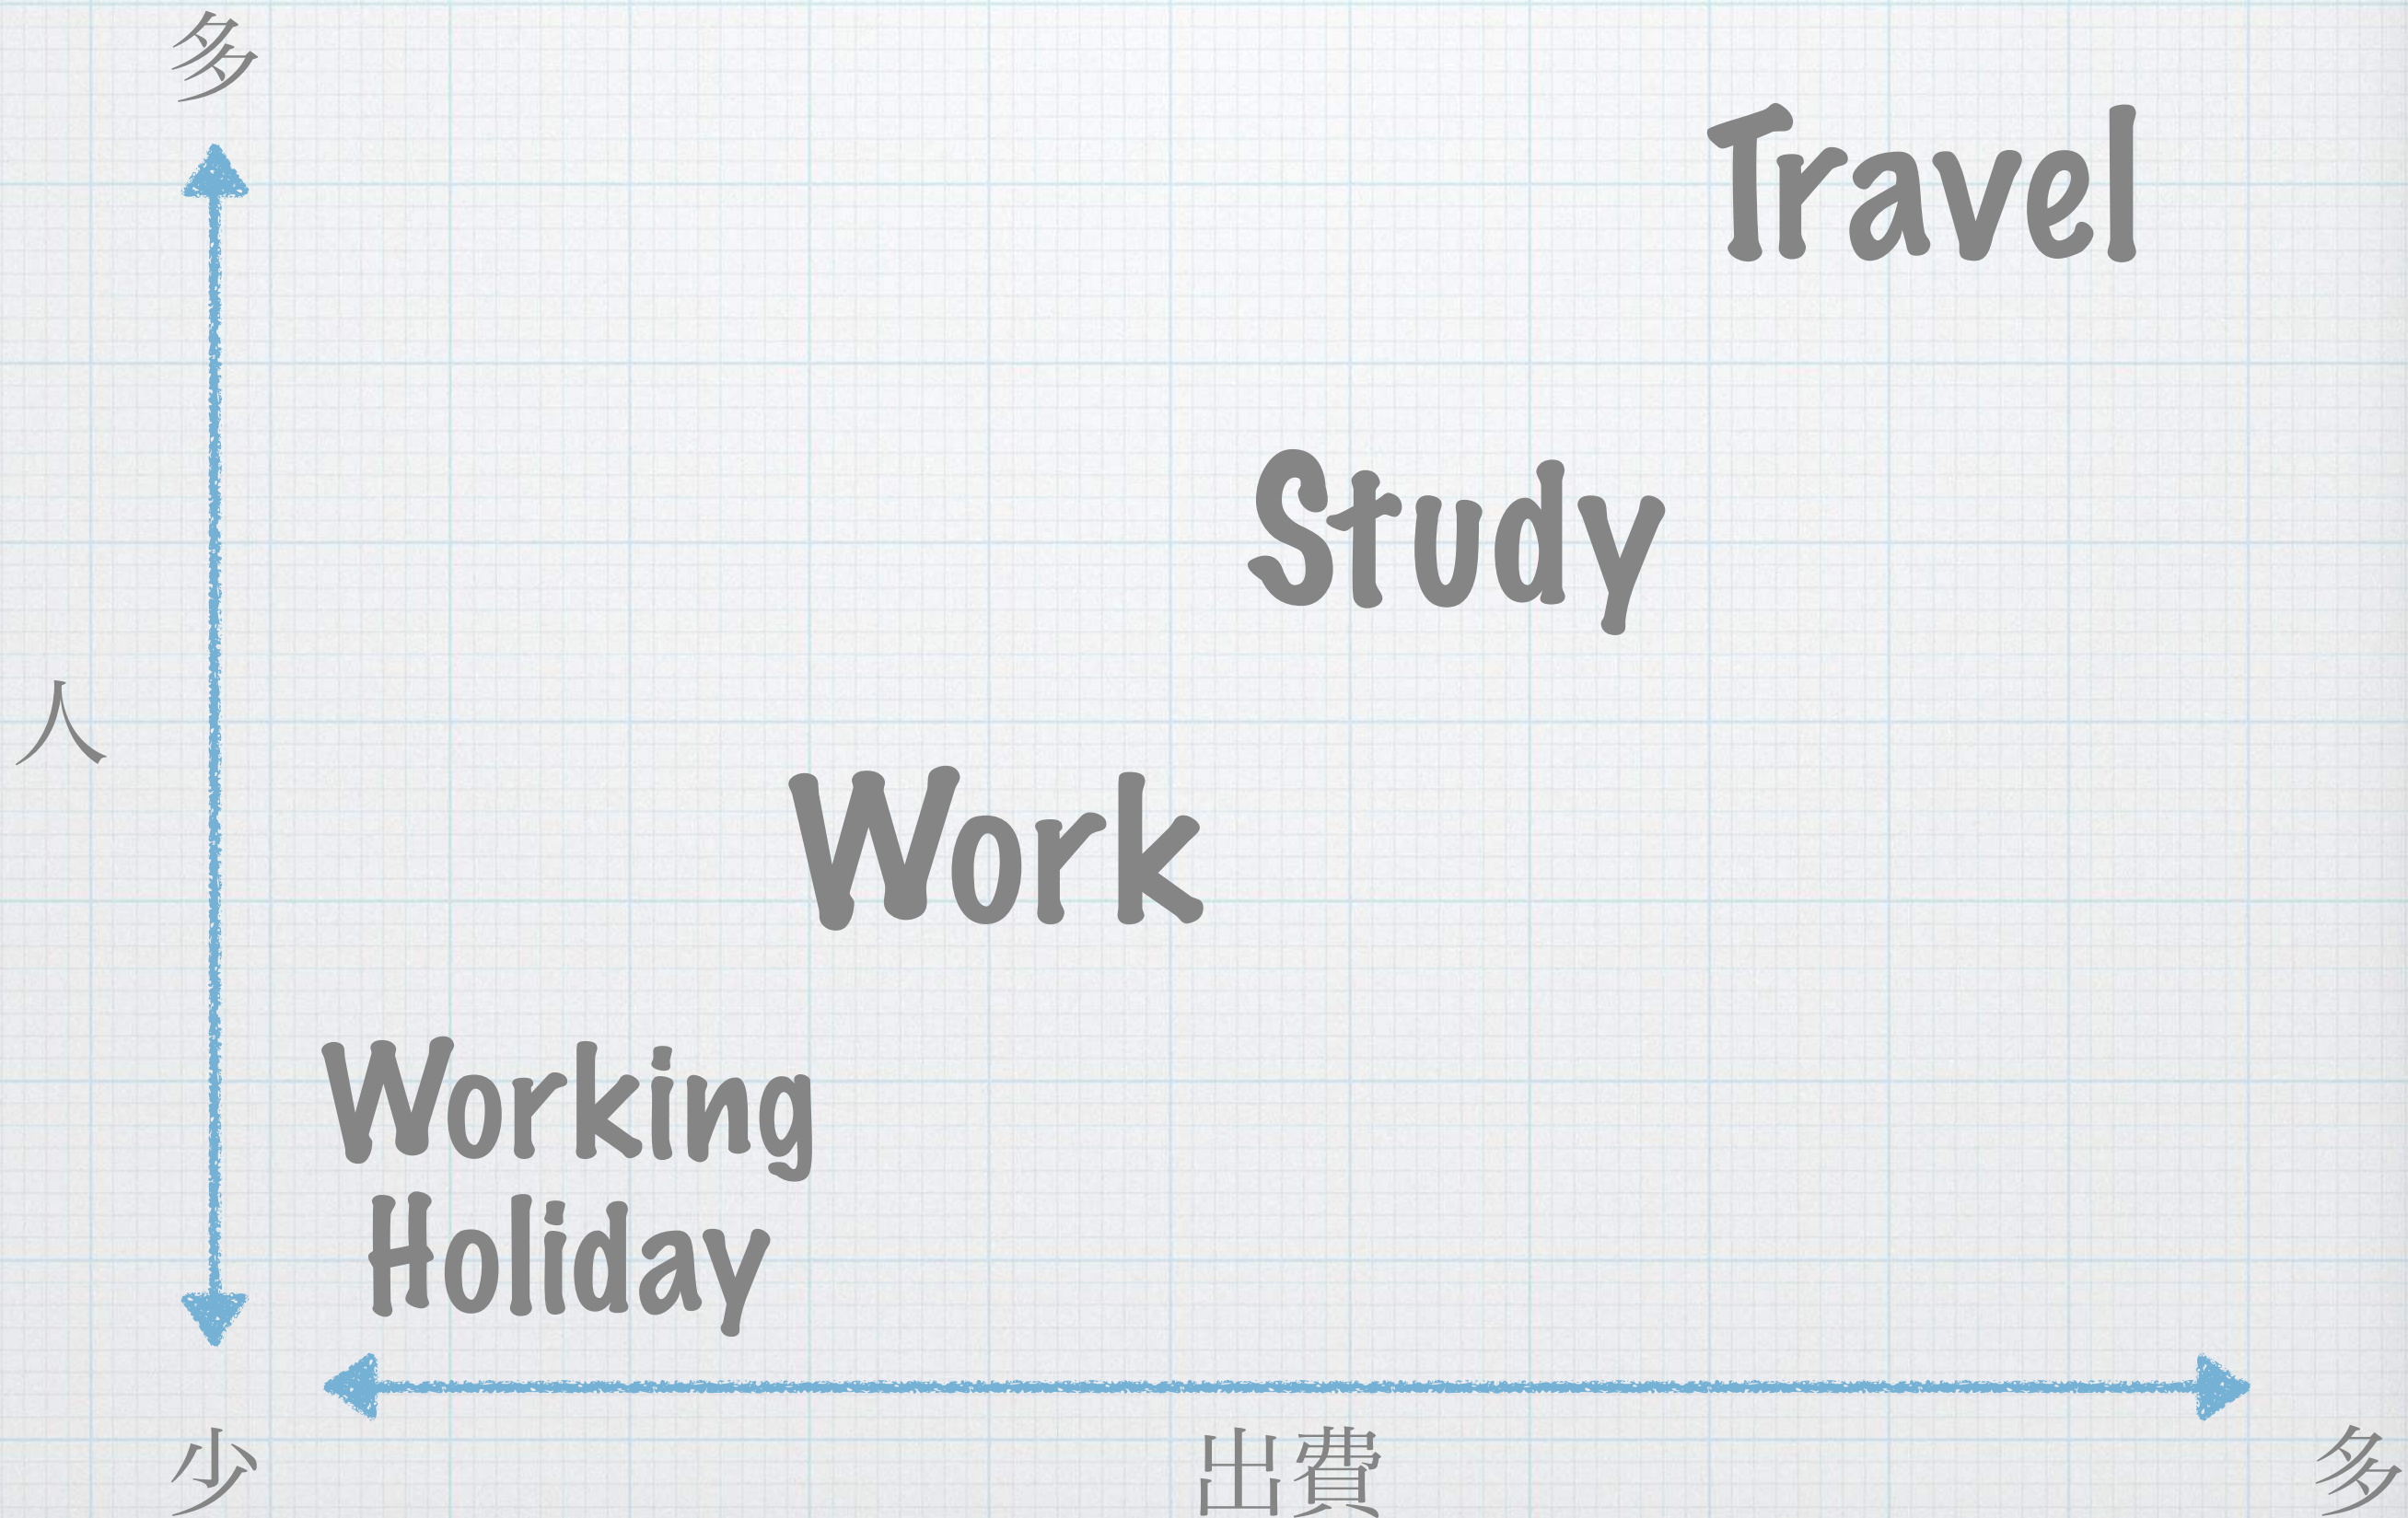 多
Travel
Study
人
Work
Working
Holiday
少
出費
多